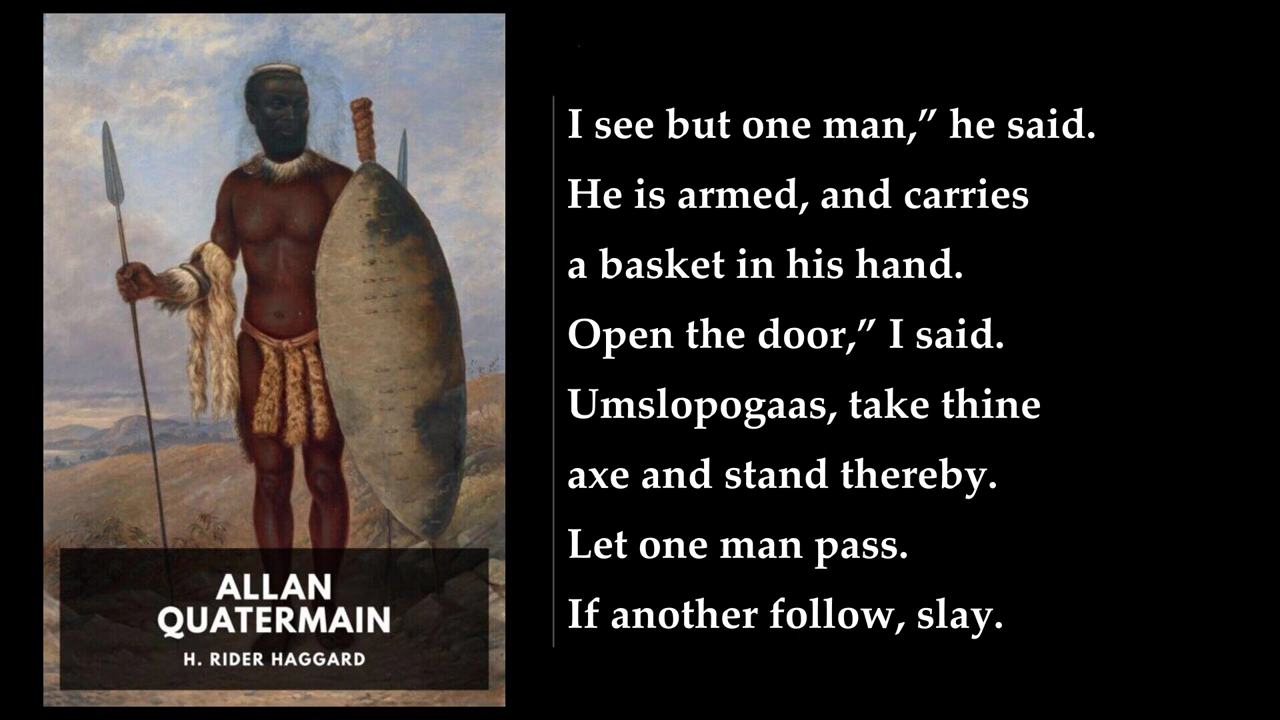 ALLAN
QUATERMAIN
H. RIDER HAGGARD
I see but one man,” he said.
He is armed, and carries
a basket in his hand.
Open the door,” I said.
Umslopogaas, take thine
axe and stand thereby.
Let one man pass.
If another follow, slay.